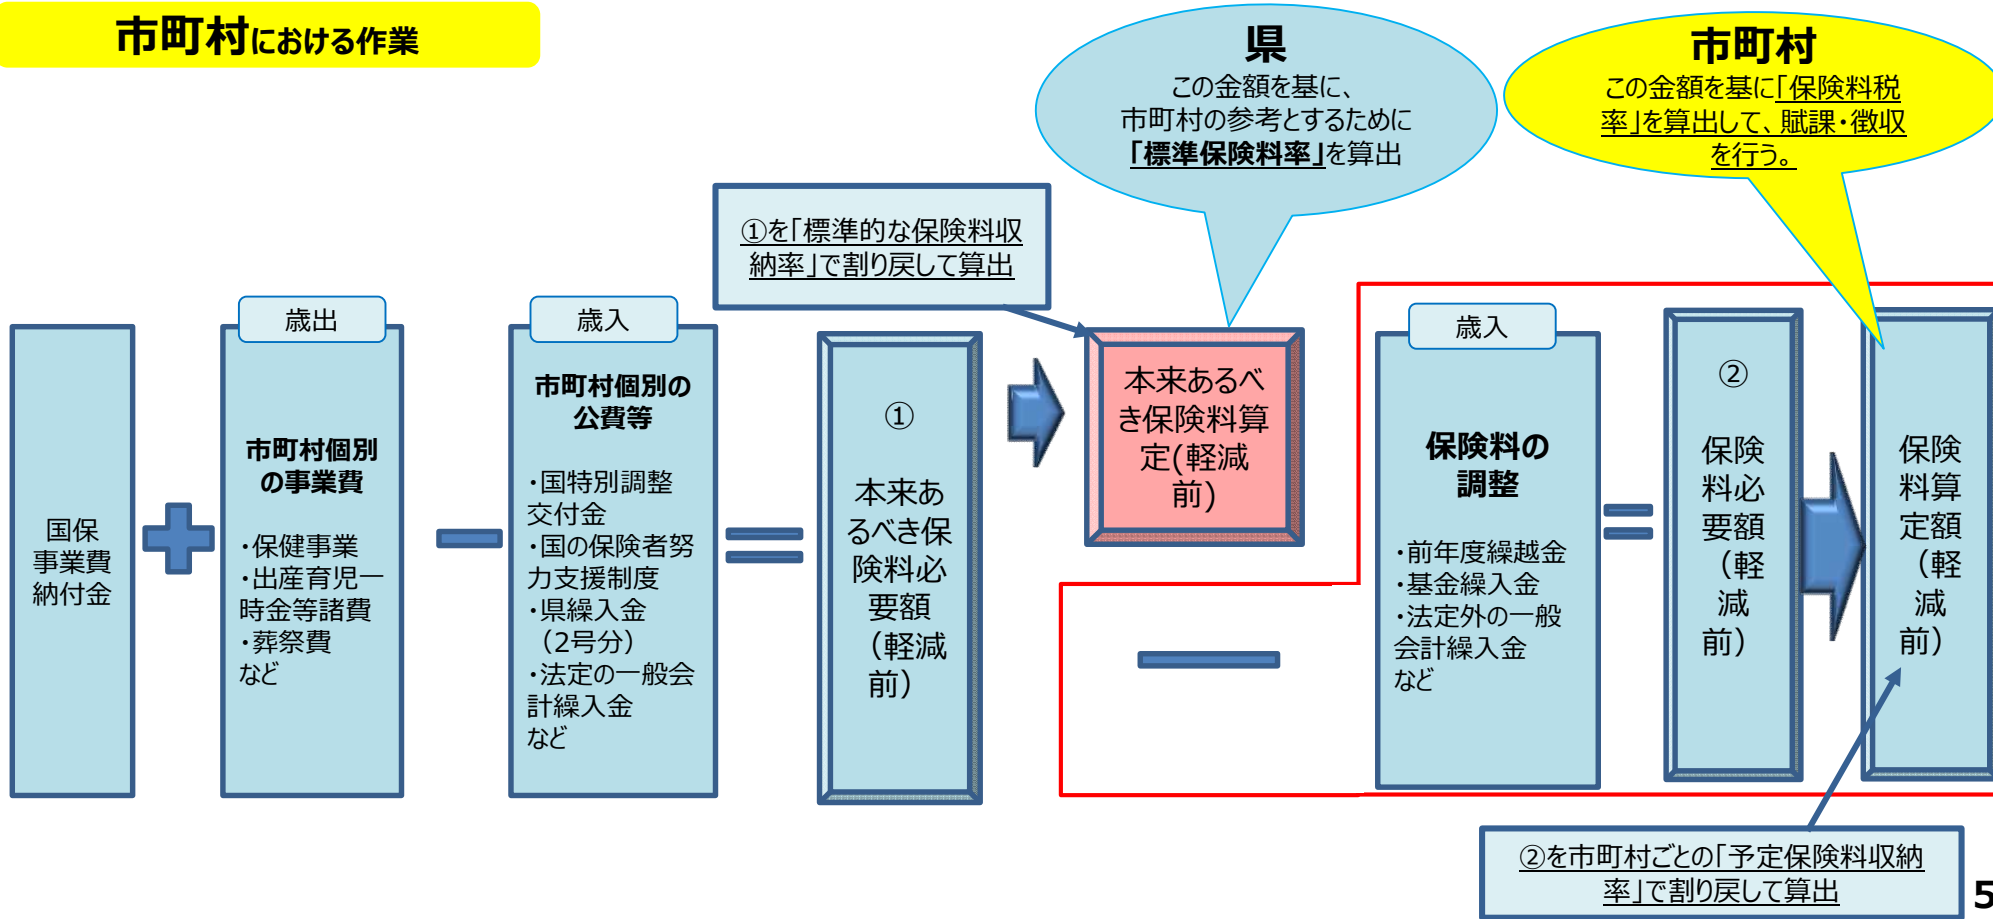 市町村における作業
県
この金額を基に、
市町村の参考とするために
「標準保険料率」を算出
市町村
この金額を基に「保険料税
率」を算出して、賦課・徴収
を行う。
①を「標準的な保険料収
納率」で割り戻して算出
国保
事業費
納付金
歳出
市町村個別
の事業費
・保健事業
・出産育児一
時金等諸費
・葬祭費
など
歳入
市町村個別の
公費等
・国特別調整
交付金
・国の保険者努
力支援制度
・県繰入金
（2号分）
・法定の一般会
計繰入金
など
①
本来あ
るべき保
険料必
要額
（軽減
前）
本来あるべ
き保険料算
定(軽減
前)
歳入
保険料の
調整
・前年度繰越金
・基金繰入金
・法定外の一般
会計繰入金
など
②
保険
料必
要額
（軽
減
前）
保険
料算
定額
（軽
減
前）
②を市町村ごとの「予定保険料収納
率」で割り戻して算出
5